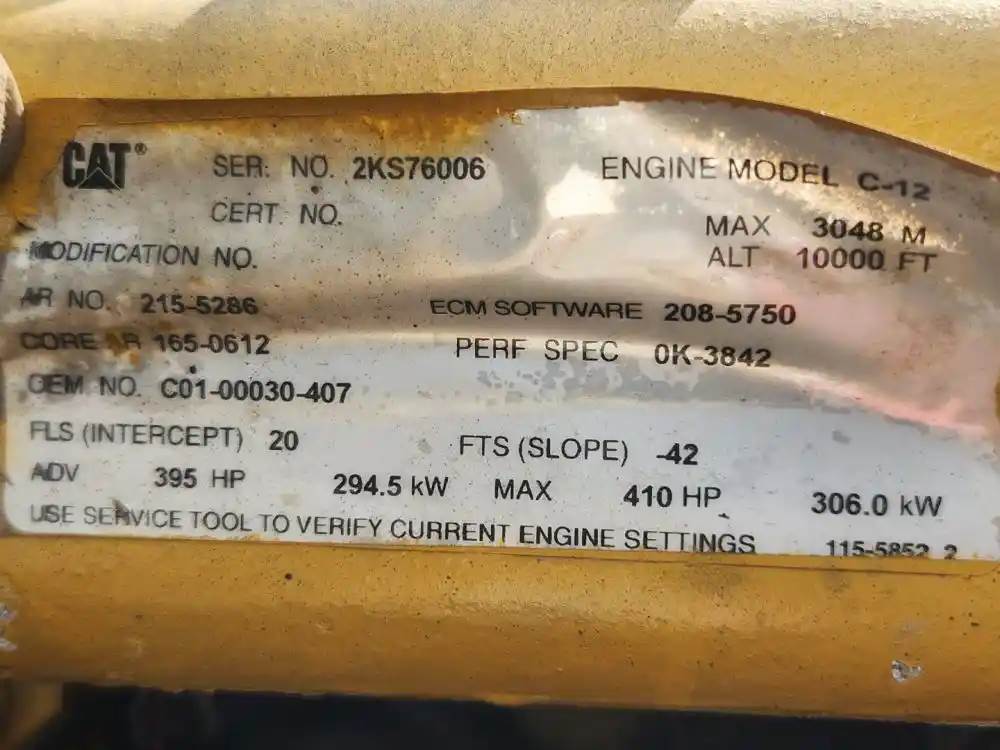 CAT® SER. NO. 2KS76006 ENGINE MODEL C-12
CERT. NO. MAX 3048 M
MODIFICATION NO. ALT 10000 FT
AR NO. 215-5286 ECM SOFTWARE 208-5750
CORE AR 165-0612 PERF SPEC 0K-3842
OEM NO. C01-00030-407
FLS (INTERCEPT) 20 FTS (SLOPE) -42
ADV 395 HP 294.5 kW MAX 410 HP 306.0 kW
USE SERVICE TOOL TO VERIFY CURRENT ENGINE SETTINGS 115-5852 2